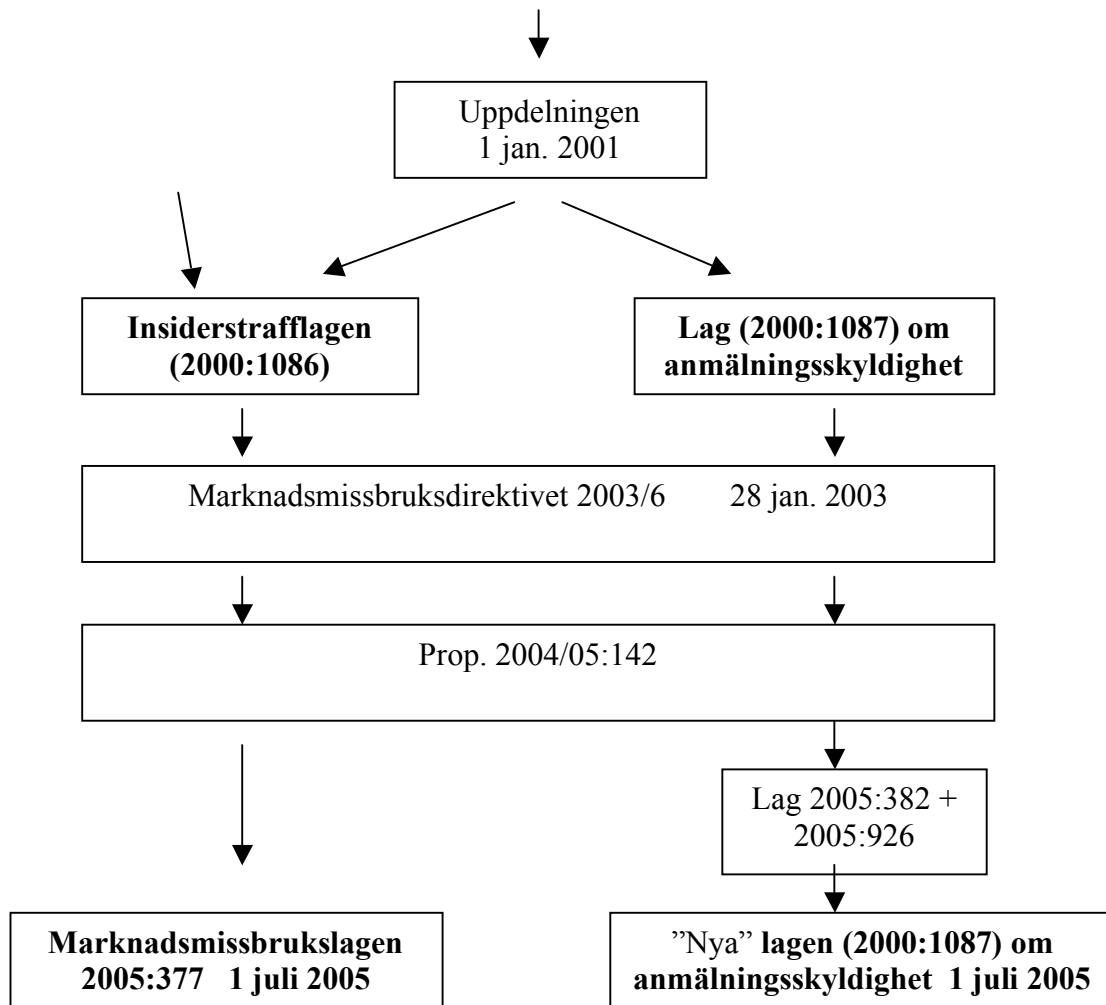 Uppdelningen
1 jan. 2001
Insiderstrafflagen
(2000:1086)
Lag (2000:1087) om
anmälningsskyldighet
Marknadsmissbruksdirektivet 2003/6 28 jan. 2003
Prop. 2004/05:142
Lag 2005:382 +
2005:926
Marknadsmissbrukslagen
2005:377 1 juli 2005
”Nya” lagen (2000:1087) om
anmälningsskyldighet 1 juli 2005